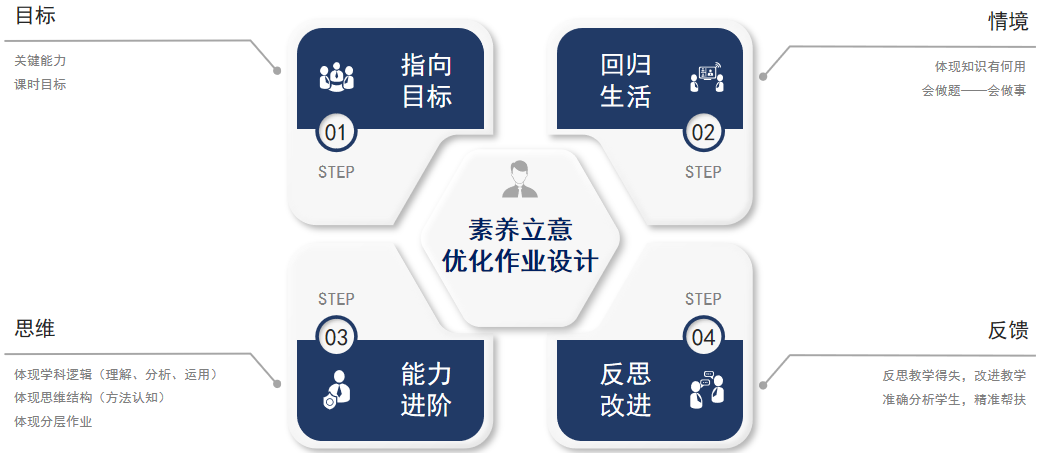 目标
关键能力
课时目标
指向
目标
01
STEP
回归
生活
02
STEP
情境
体现知识有何用
会做题——会做事
素养立意
优化作业设计
思维
体现学科逻辑（理解、分析、运用）
体现思维结构（方法认知）
体现分层作业
STEP
03
能力
进阶
STEP
04
反思
改进
反馈
反思教学得失，改进教学
准确分析学生，精准帮扶